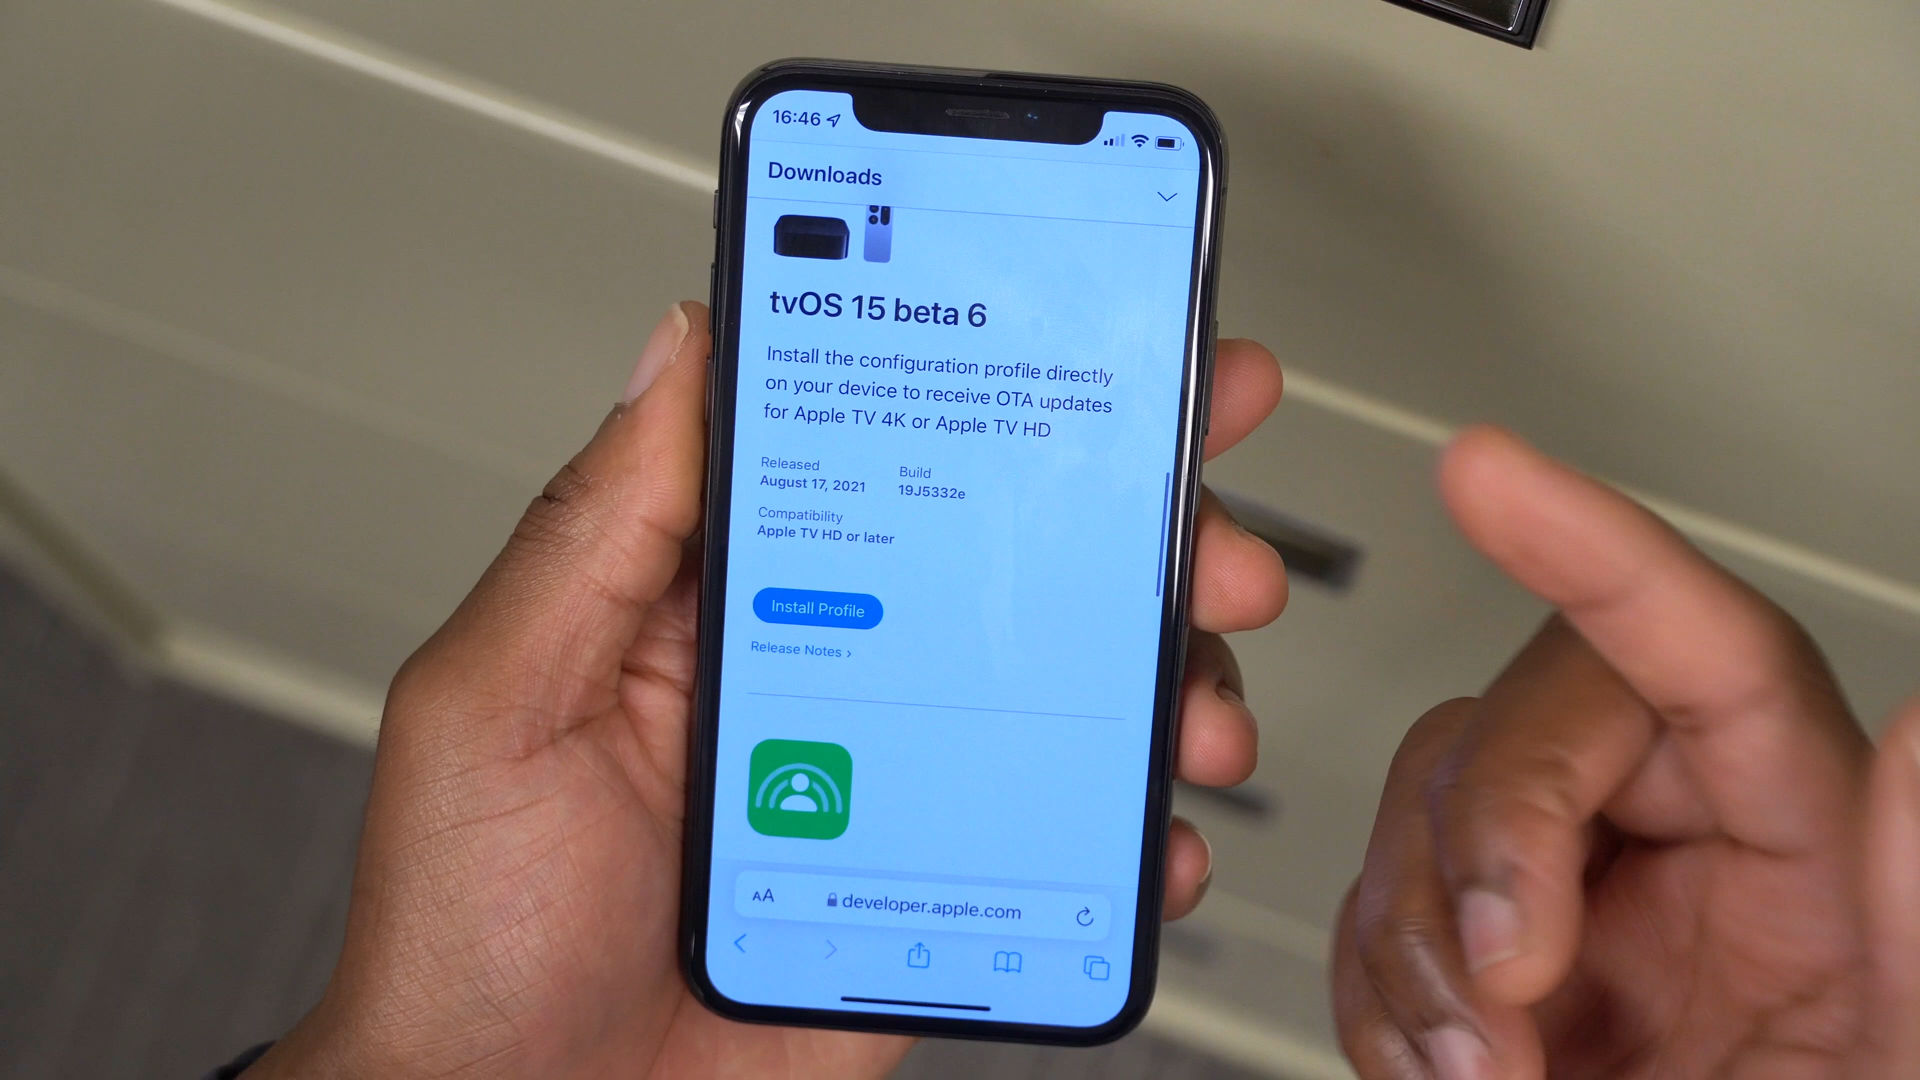 16:46
Downloads
tvOS 15 beta 6
Install the configuration profile directly
on your device to receive OTA updates
for Apple TV 4K or Apple TV HD
Released
August 17, 2021
Build
19J5332e
Compatibility
Apple TV HD or later
Install Profile
Release Notes ›
AA
developer.apple.com